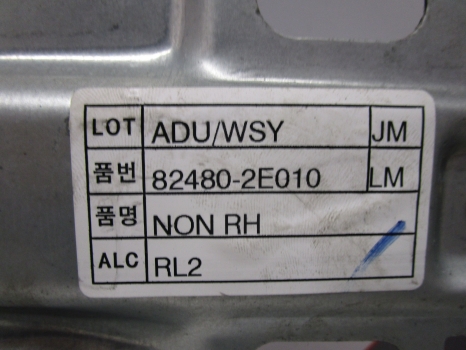 LOT ADU/WSY JM
품번 82480-2E010 LM
품명 NON RH
ALC RL2